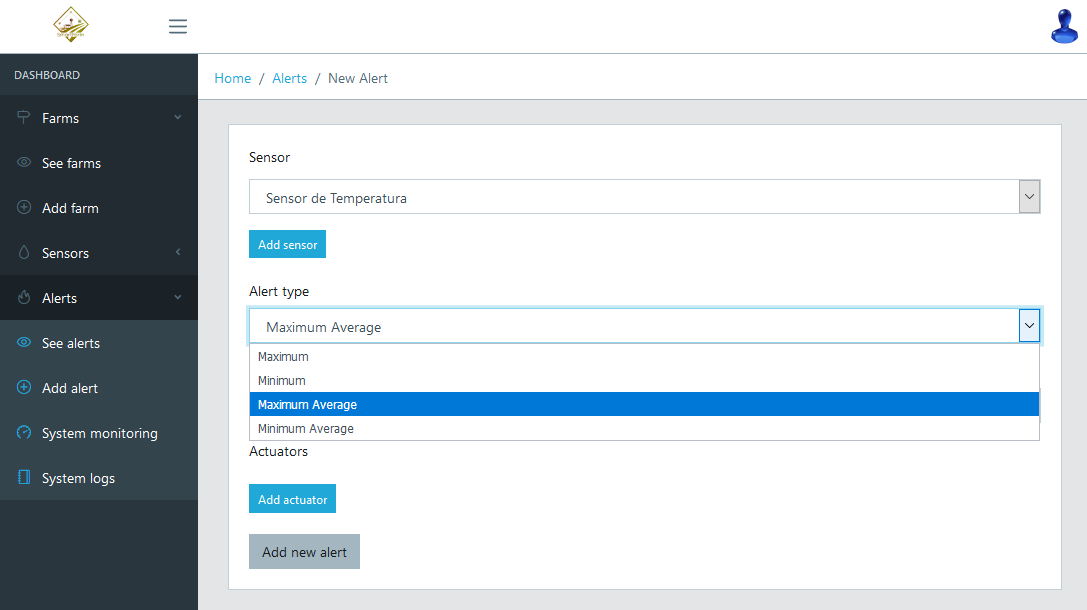 DASHBOARD
Farms
See farms
Add farm
Sensors
Alerts
See alerts
Add alert
System monitoring
System logs
Home / Alerts / New Alert
Sensor
Sensor de Temperatura
Add sensor
Alert type
Maximum Average
Maximum
Minimum
Maximum Average
Minimum Average
Actuators
Add actuator
Add new alert